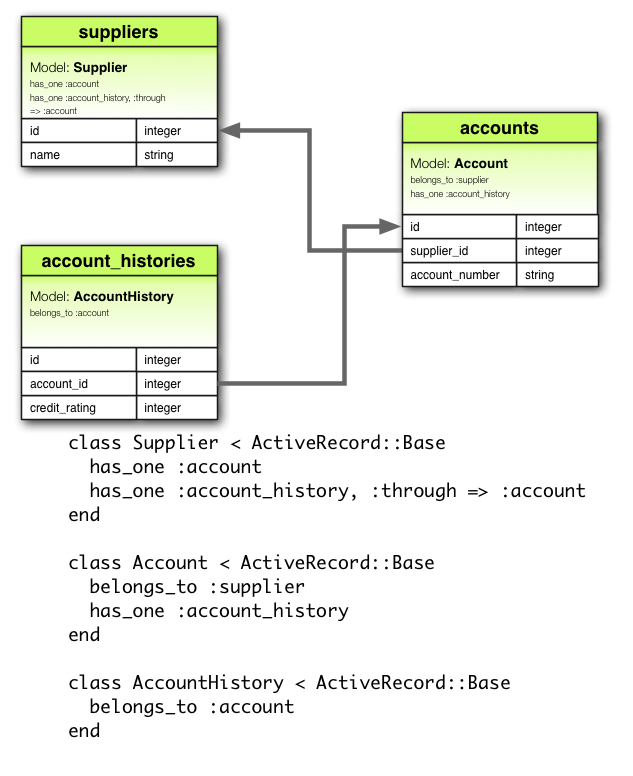 suppliers
Model: Supplier
has_one :account
has_one :account_history, :through
=> :account
id integer
name string
accounts
Model: Account
belongs_to :supplier
has_one :account_history
id integer
supplier_id integer
account_number string
account_histories
Model: AccountHistory
belongs_to :account
id integer
account_id integer
credit_rating integer
class Supplier < ActiveRecord::Base
  has_one :account
  has_one :account_history, :through => :account
end
class Account < ActiveRecord::Base
  belongs_to :supplier
  has_one :account_history
end
class AccountHistory < ActiveRecord::Base
  belongs_to :account
end